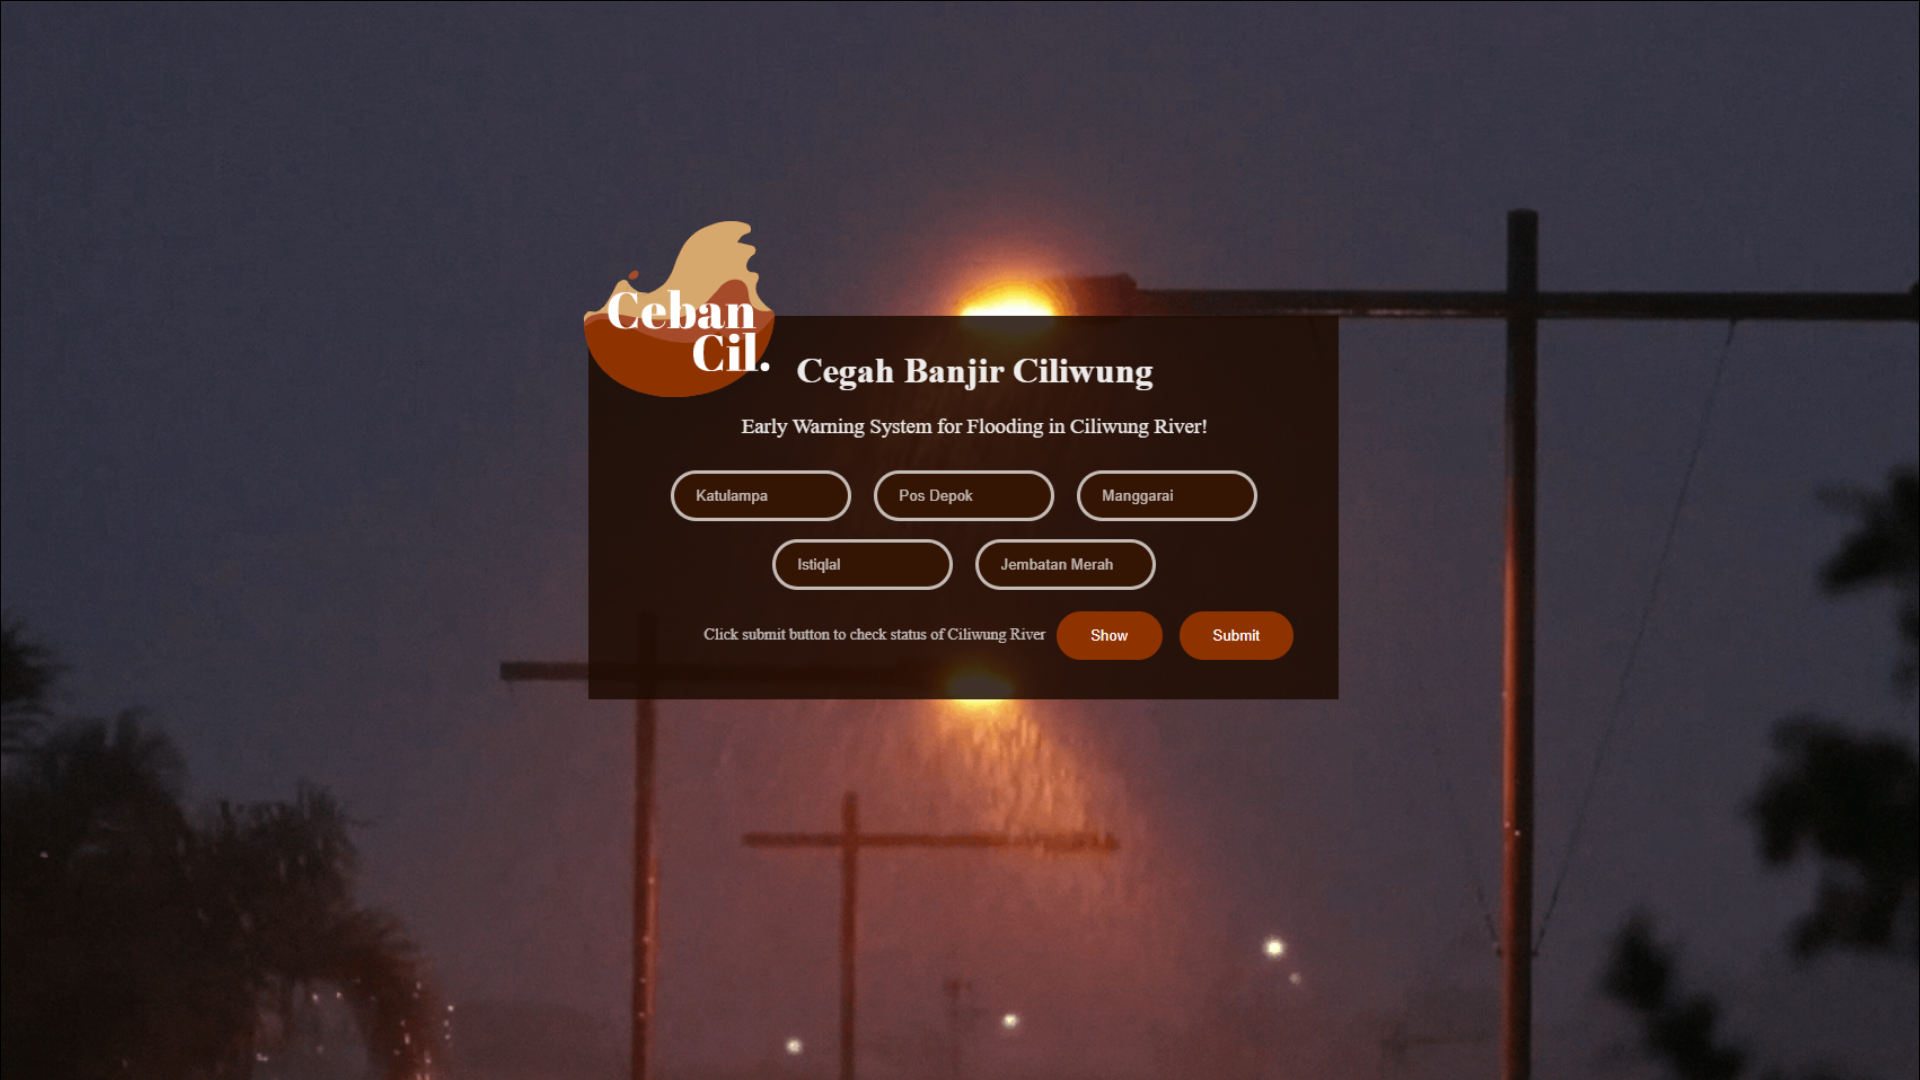 Ceban
Cil.
Cegah Banjir Ciliwung
Early Warning System for Flooding in Ciliwung River!
Katulampa Pos Depok Manggarai
Istiqlal Jembatan Merah
Click submit button to check status of Ciliwung River Show Submit